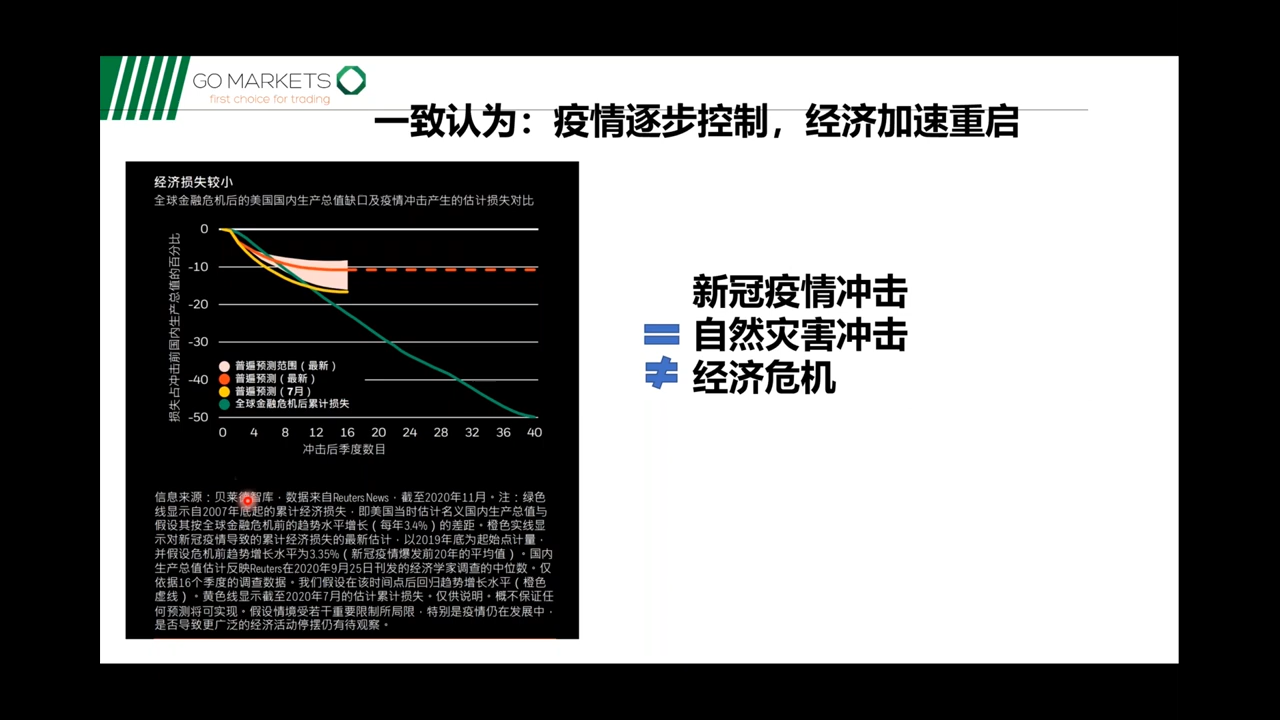 GO MARKETS
first choice for trading
一致认为：疫情逐步控制，经济加速重启
经济损失较小
全球金融危机后的美国国内生产总值缺口及疫情冲击产生的估计损失对比
损失占冲击前国内生产总值的百分比
0
-10
-20
-30
-40
-50
普遍预测范围（最新）
普遍预测（最新）
普遍预测（7月）
全球金融危机后累计损失
0 4 8 12 16 20 24 28 32 36 40
冲击后季度数目
信息来源：贝莱德智库，数据来自Reuters News，截至2020年11月。注：绿色
线显示自2007年底起的累计经济损失，即美国当时估计名义国内生产总值与
假设其按全球金融危机前的趋势水平增长（每年3.4%）的差距。橙色实线显
示对新冠疫情导致的累计经济损失的最新估计，以2019年底为起始点计量，
并假设危机前趋势增长水平为3.35%（新冠疫情爆发前20年的平均值）。国内
生产总值估计反映Reuters在2020年9月25日刊发的经济学家调查的中位数。仅
依据16个季度的调查数据。我们假设在该时间点后回归趋势增长水平（橙色
虚线）。黄色线显示截至2020年7月的估计累计损失。仅供说明。概不保证任
何预测将可实现。假设情境受若干重要限制所局限，特别是疫情仍在发展中，
是否导致更广泛的经济活动停摆仍有待观察。
新冠疫情冲击
= 自然灾害冲击
≠ 经济危机